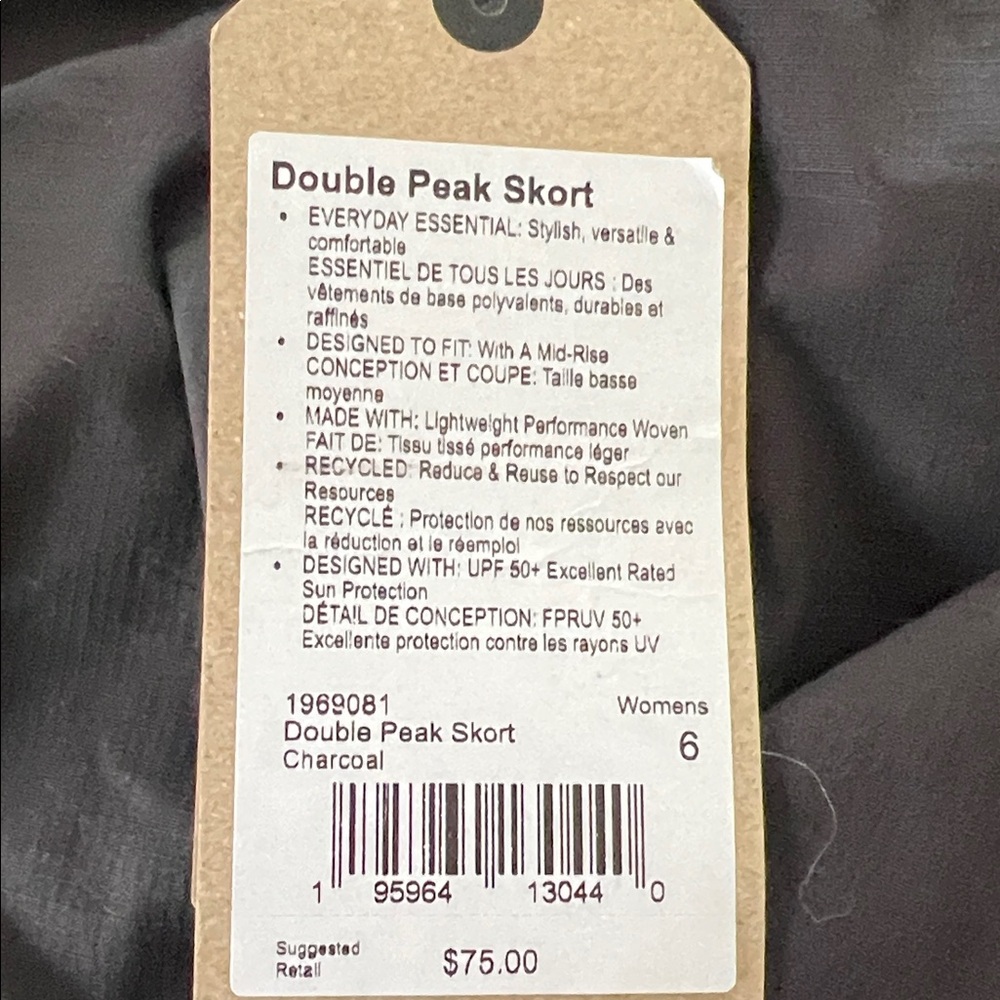 Double Peak Skort
• EVERYDAY ESSENTIAL: Stylish, versatile &
comfortable
ESSENTIEL DE TOUS LES JOURS : Des
vêtements de base polyvalents, durables et
raffinés
• DESIGNED TO FIT: With A Mid-Rise
CONCEPTION ET COUPE: Taille basse
moyenne
• MADE WITH: Lightweight Performance Woven
FAIT DE: Tissu tissé performance léger
• RECYCLED: Reduce & Reuse to Respect our
Resources
RECYCLÉ : Protection de nos ressources avec
la réduction et le réemploi
• DESIGNED WITH: UPF 50+ Excellent Rated
Sun Protection
DÉTAIL DE CONCEPTION: FPRUV 50+
Excellente protection contre les rayons UV
1969081 Womens
Double Peak Skort 6
Charcoal
1 95964 13044 0
Suggested
Retail $75.00